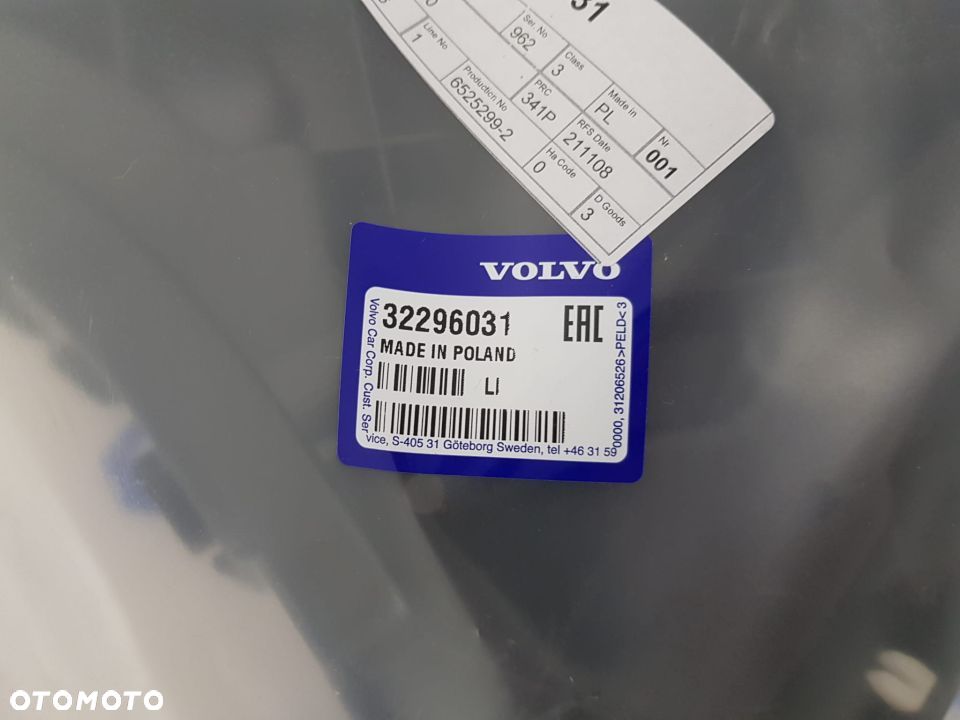 31
Ser. No
962
Class
3
Made in
PL
Nr
001
0
Line No
1
PRC
341P
RFS Date
211108
Production No
6525299-2
Ha Code
0
D Goods
3
VOLVO
32296031
EAC
MADE IN POLAND
LI
Volvo Car Corp. Cust. Service, S-405 31 Göteborg Sweden, tel +46 31 59 0000, 31206526 >PELD< 3
OTOMOTO